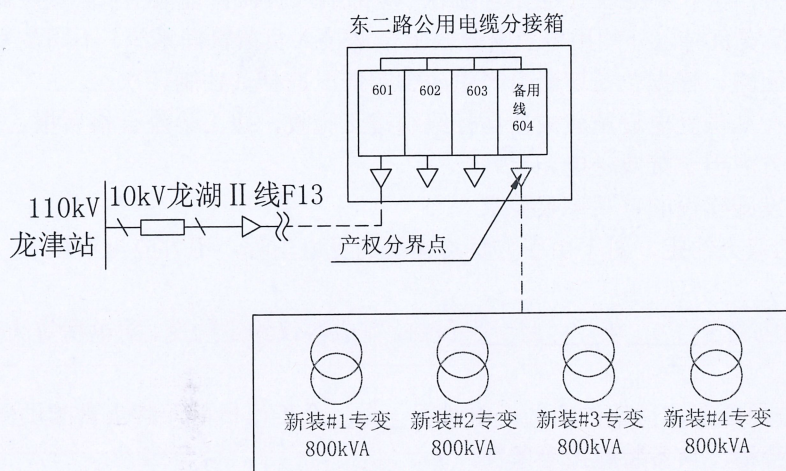 东二路公用电缆分接箱
601 602 603 备用
线
604
110kV
龙津站
10kV龙湖Ⅱ线F13
产权分界点
新装#1专变 新装#2专变 新装#3专变 新装#4专变
800kVA 800kVA 800kVA 800kVA